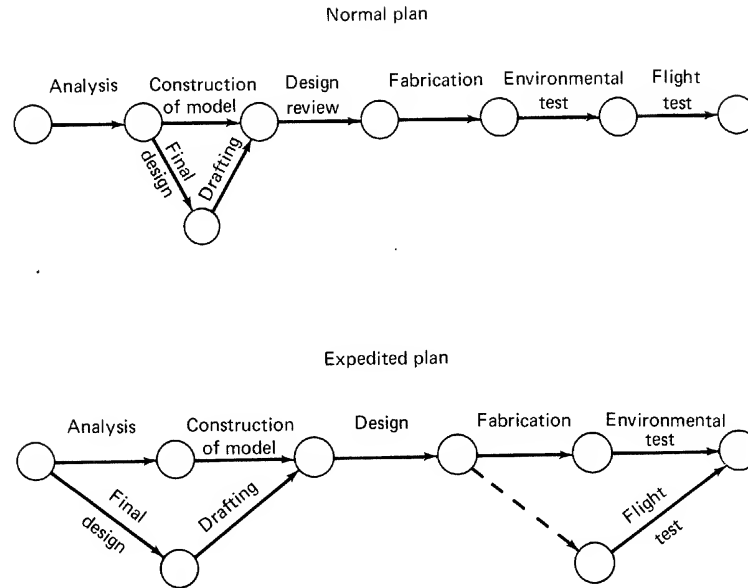 Normal plan
Analysis
Construction
of model
Design
review
Fabrication
Environmental
test
Flight
test
Final
design
Drafting
Expedited plan
Analysis
Construction
of model
Design
Fabrication
Environmental
test
Final
design
Drafting
Flight
test